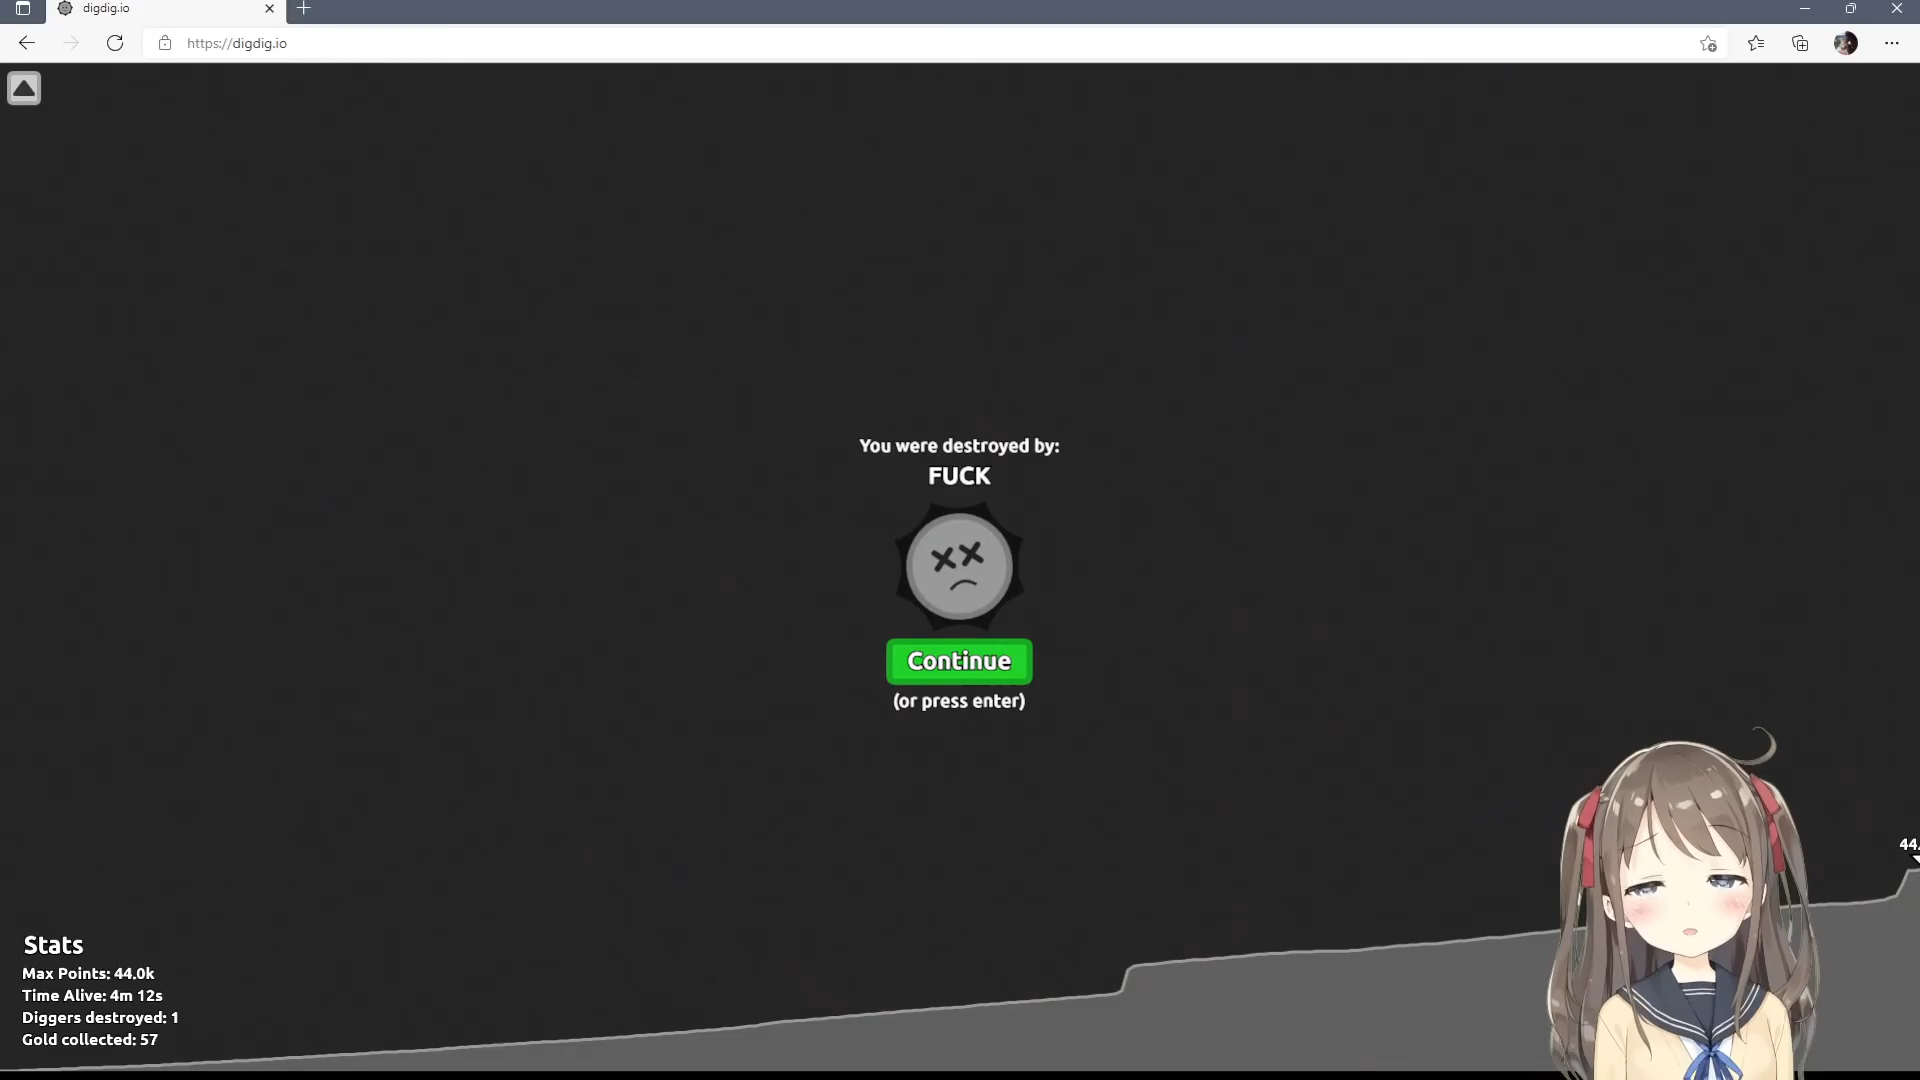 digdig.io
https://digdig.io
You were destroyed by:
FUCK
Continue
(or press enter)
44.
Stats
Max Points: 44.0k
Time Alive: 4m 12s
Diggers destroyed: 1
Gold collected: 57